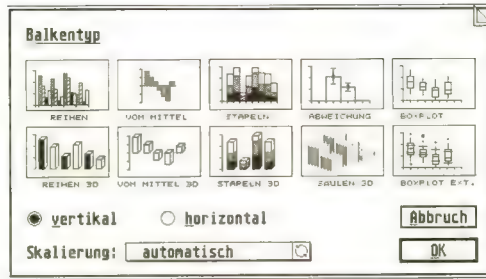 Balkentyp
REIHEN VOM MITTEL STAPELN ABWEICHUNG BOXPLOT
REIHEN 3D VOM MITTEL 3D STAPELN 3D SAULEN 3D BOXPLOT EXT.
vertikal horizontal Abbruch
Skalierung: automatisch OK